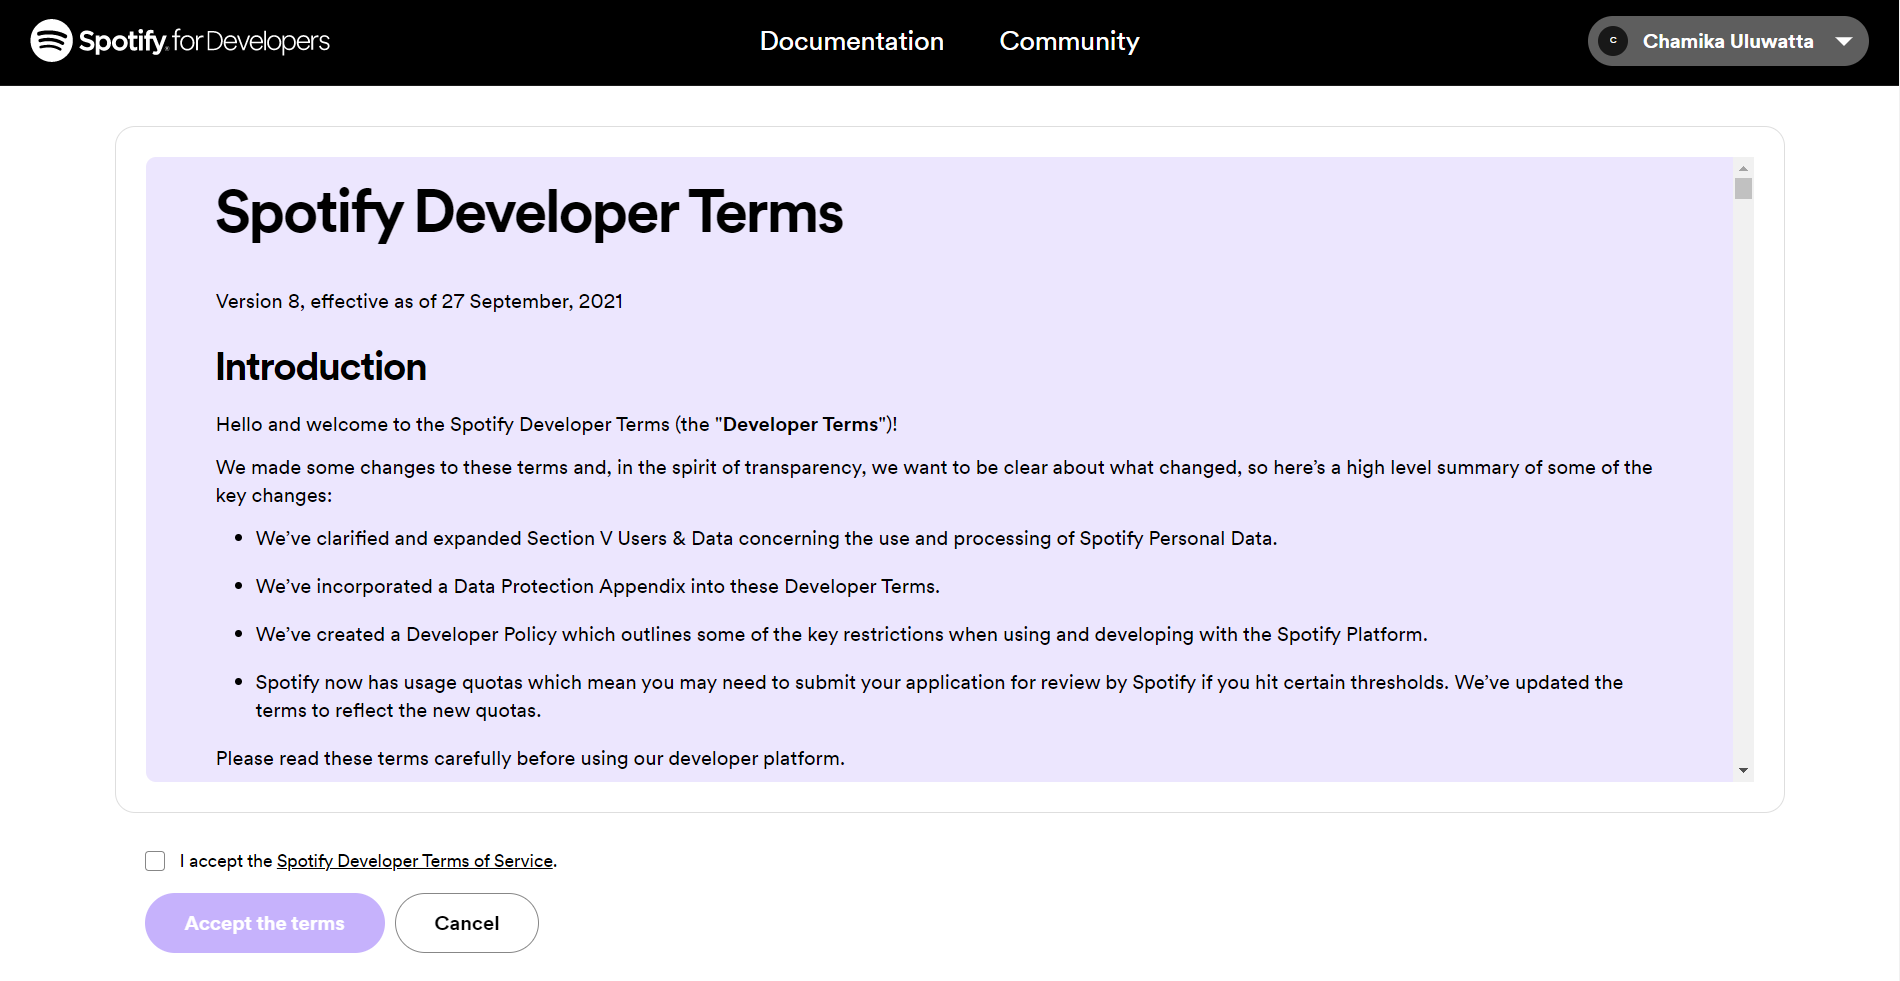 Spotify for Developers
Documentation
Community
C
Chamika Uluwatta
Spotify Developer Terms
Version 8, effective as of 27 September, 2021
Introduction
Hello and welcome to the Spotify Developer Terms (the "Developer Terms")!
We made some changes to these terms and, in the spirit of transparency, we want to be clear about what changed, so here’s a high level summary of some of the
key changes:
• We’ve clarified and expanded Section V Users & Data concerning the use and processing of Spotify Personal Data.
• We’ve incorporated a Data Protection Appendix into these Developer Terms.
• We’ve created a Developer Policy which outlines some of the key restrictions when using and developing with the Spotify Platform.
• Spotify now has usage quotas which mean you may need to submit your application for review by Spotify if you hit certain thresholds. We’ve updated the
terms to reflect the new quotas.
Please read these terms carefully before using our developer platform.
I accept the Spotify Developer Terms of Service.
Accept the terms
Cancel